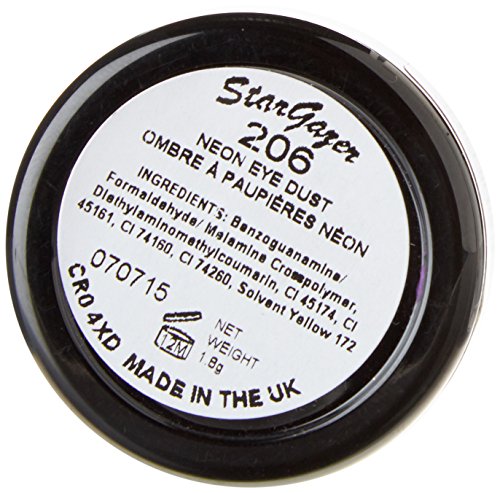 StarGazer
206
NEON EYE DUST
OMBRE À PAUPIÈRES NÉON
INGREDIENTS: Benzoguanamine/
Formaldehyde/ Melamine Crosspolymer,
Diethylaminomethylcoumarin, CI 45174, CI
45161, CI 74160, CI 74260, Solvent Yellow 172
070715
12M
NET
WEIGHT
1.8g
CR0 4XD MADE IN THE UK